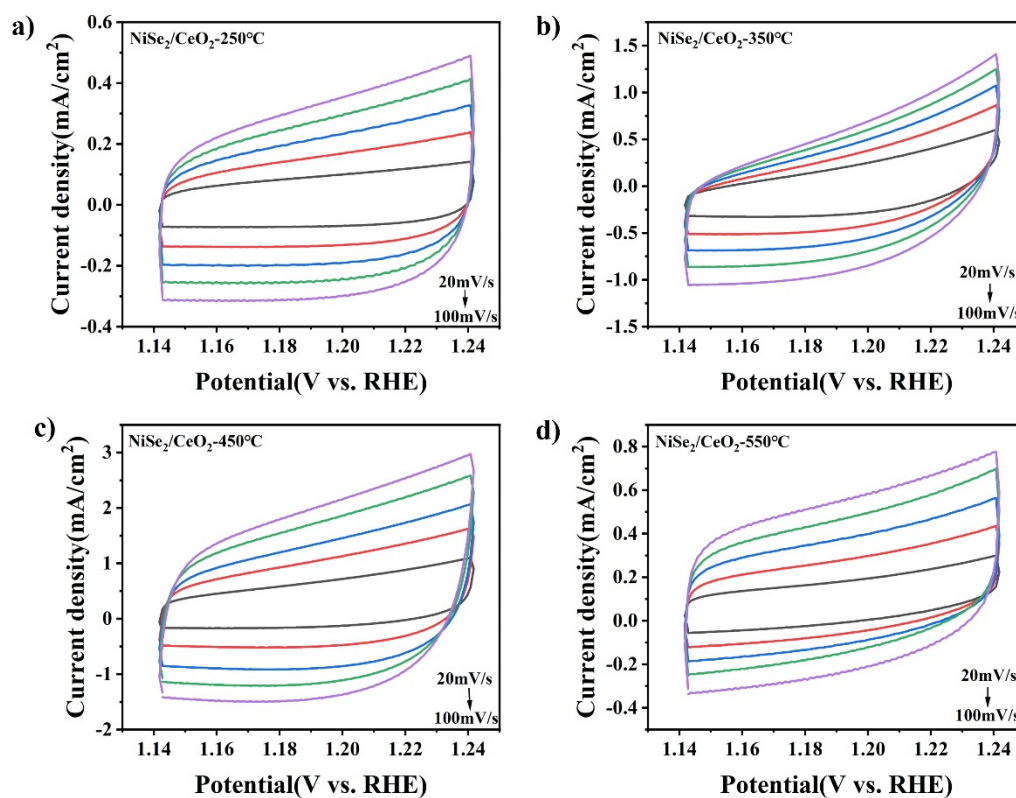 a)
NiSe₂/CeO₂-250°C
Current density(mA/cm²)
0.6
0.4
0.2
0.0
-0.2
-0.4
20mV/s
100mV/s
1.14 1.16 1.18 1.20 1.22 1.24
Potential(V vs. RHE)
b)
NiSe₂/CeO₂-350°C
Current density(mA/cm²)
1.5
1.0
0.5
0.0
-0.5
-1.0
-1.5
20mV/s
100mV/s
1.14 1.16 1.18 1.20 1.22 1.24
Potential(V vs. RHE)
c)
NiSe₂/CeO₂-450°C
Current density(mA/cm²)
3
2
1
0
-1
-2
20mV/s
100mV/s
1.14 1.16 1.18 1.20 1.22 1.24
Potential(V vs. RHE)
d)
NiSe₂/CeO₂-550°C
Current density(mA/cm²)
0.8
0.6
0.4
0.2
0.0
-0.2
-0.4
20mV/s
100mV/s
1.14 1.16 1.18 1.20 1.22 1.24
Potential(V vs. RHE)